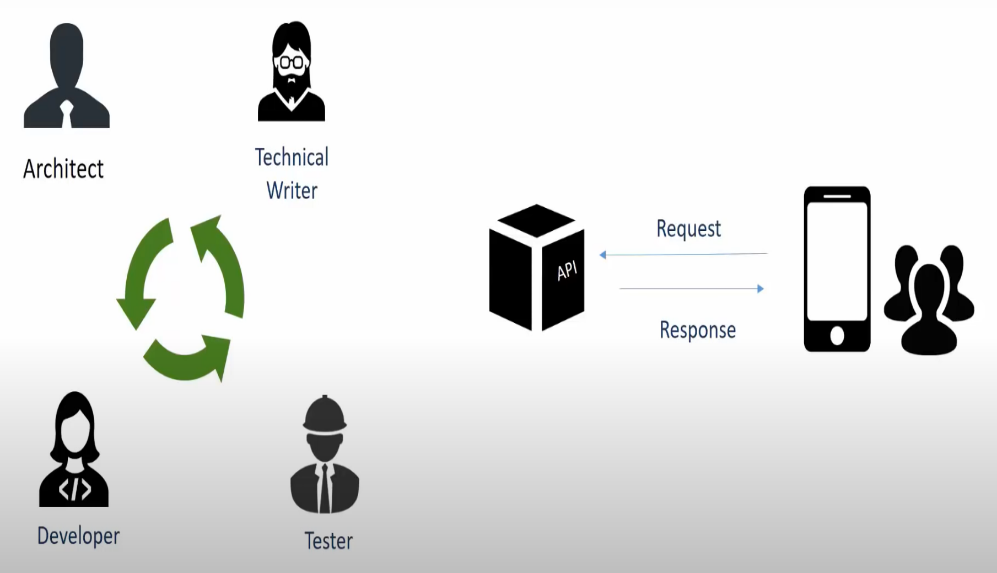 Architect
Technical
Writer
Request
API
Response
</>
Developer
Tester